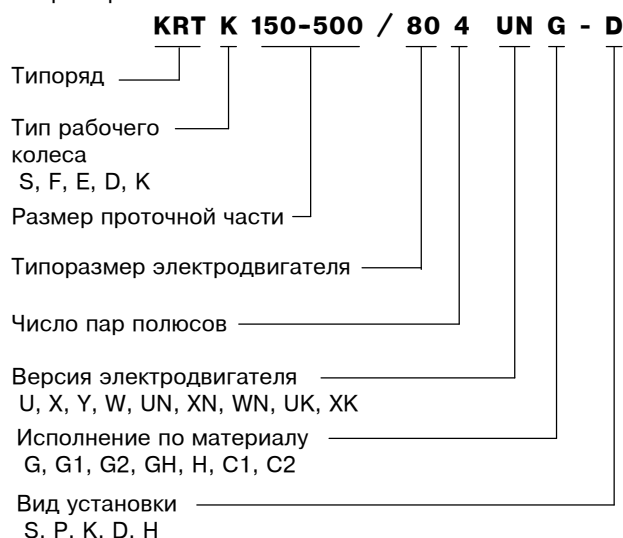 KRT K 150-500 / 80 4 UN G - D
Типоряд
Тип рабочего
колеса
S, F, E, D, K
Размер проточной части
Типоразмер электродвигателя
Число пар полюсов
Версия электродвигателя
U, X, Y, W, UN, XN, WN, UK, XK
Исполнение по материалу
G, G1, G2, GH, H, C1, C2
Вид установки
S, P, K, D, H